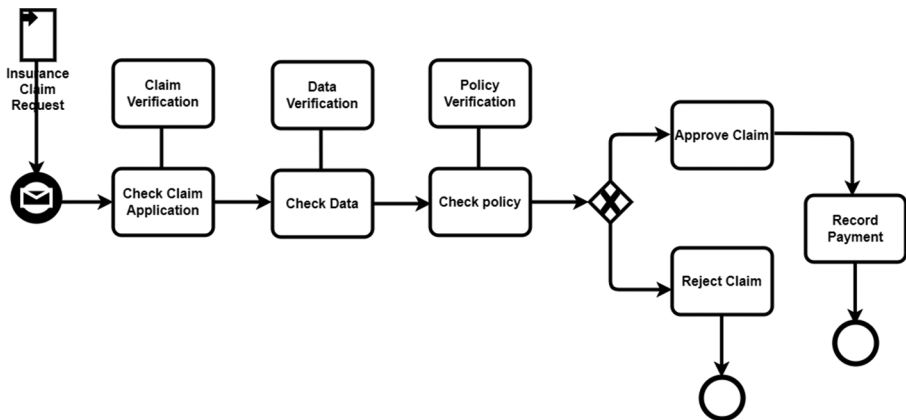 Insurance
Claim
Request
Claim
Verification
Data
Verification
Policy
Verification
Check Claim
Application
Check Data
Check policy
Approve Claim
Reject Claim
Record
Payment